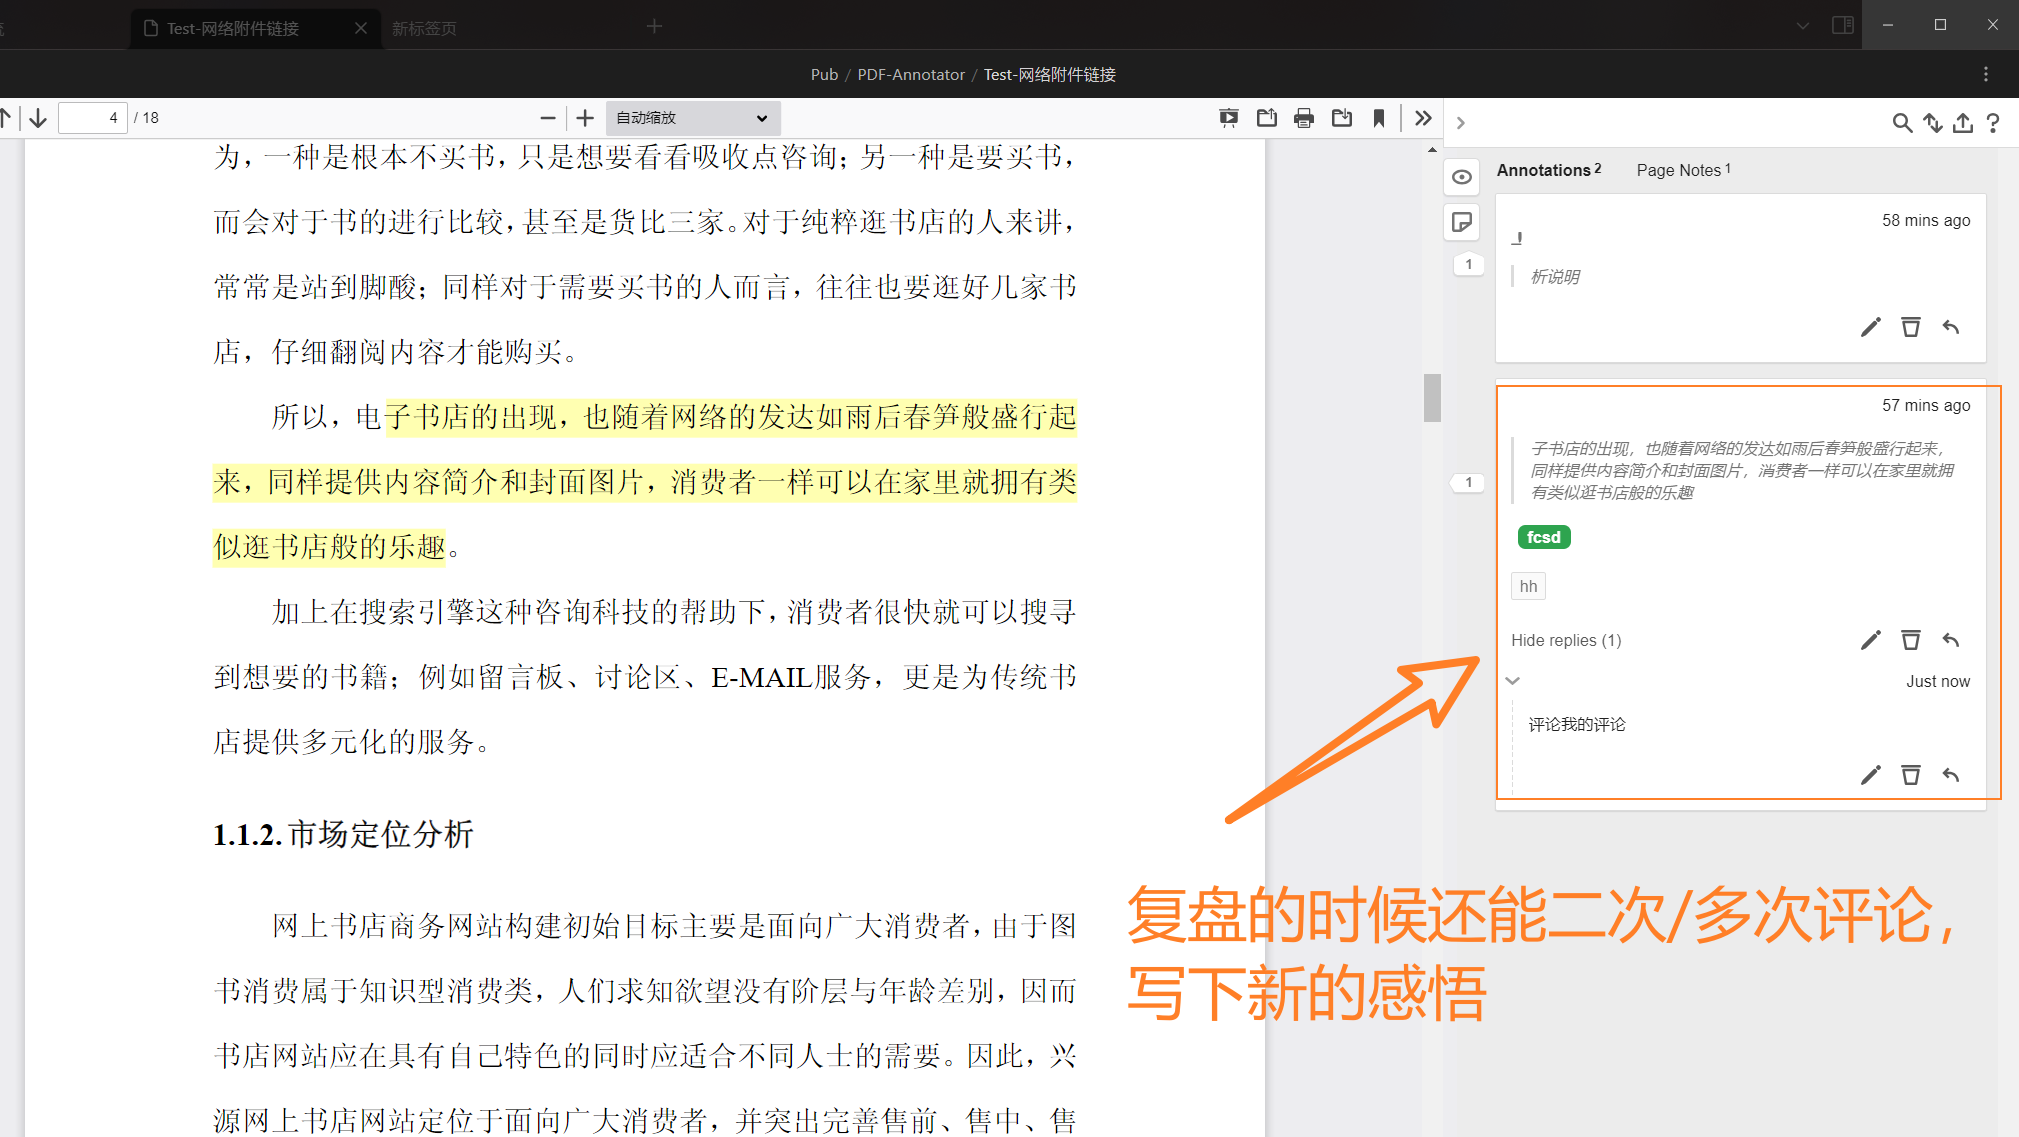 Test-网络附件链接
新标签页
Pub / PDF-Annotator / Test-网络附件链接
4 / 18
自动缩放
为，一种是根本不买书，只是想要看看吸收点咨询；另一种是要买书，
而会对于书的进行比较，甚至是货比三家。对于纯粹逛书店的人来讲，
常常是站到脚酸；同样对于需要买书的人而言，往往也要逛好几家书
店，仔细翻阅内容才能购买。
所以，电子书店的出现，也随着网络的发达如雨后春笋般盛行起
来，同样提供内容简介和封面图片，消费者一样可以在家里就拥有类
似逛书店般的乐趣。
加上在搜索引擎这种咨询科技的帮助下，消费者很快就可以搜寻
到想要的书籍；例如留言板、讨论区、E-MAIL服务，更是为传统书
店提供多元化的服务。
1.1.2.市场定位分析
网上书店商务网站构建初始目标主要是面向广大消费者，由于图
书消费属于知识型消费类，人们求知欲望没有阶层与年龄差别，因而
书店网站应在具有自己特色的同时应适合不同人士的需要。因此，兴
源网上书店网站定位于面向广大消费者，并突出完善售前、售中、售
Annotations 2
Page Notes 1
58 mins ago
1
析说明
57 mins ago
子书店的出现，也随着网络的发达如雨后春笋般盛行起来，
同样提供内容简介和封面图片，消费者一样可以在家里就拥
有类似逛书店般的乐趣
1
fcsd
hh
Hide replies (1)
Just now
评论我的评论
复盘的时候还能二次/多次评论，
写下新的感悟